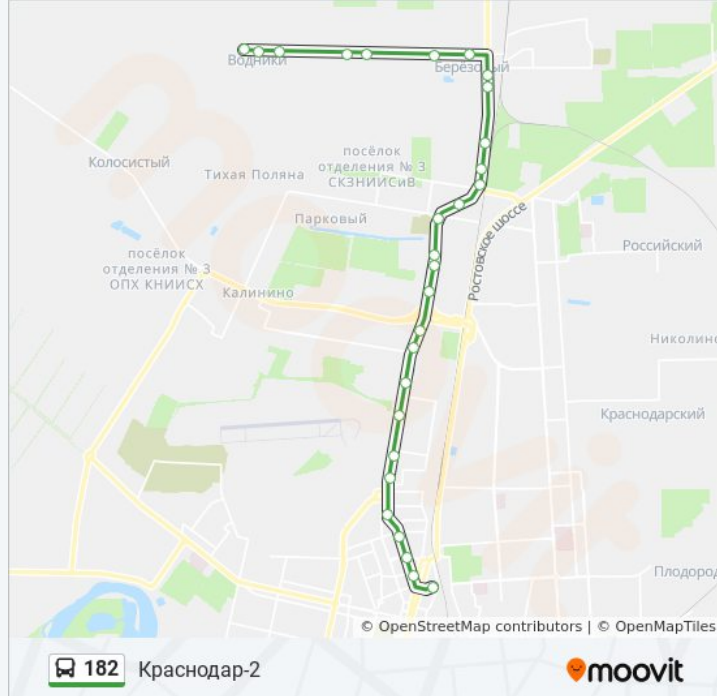 Водники
Берёзовый
Колосистый
посёлок
отделения № 3
СКЗНИИСиВ
Тихая Поляна
Парковый
Ростовское шоссе
Российский
посёлок
отделения № 3
ОПХ КНИИСХ
Калинино
Николино
Краснодарский
Плодород
© OpenStreetMap contributors | © OpenMapTiles
182 Краснодар-2
moovit